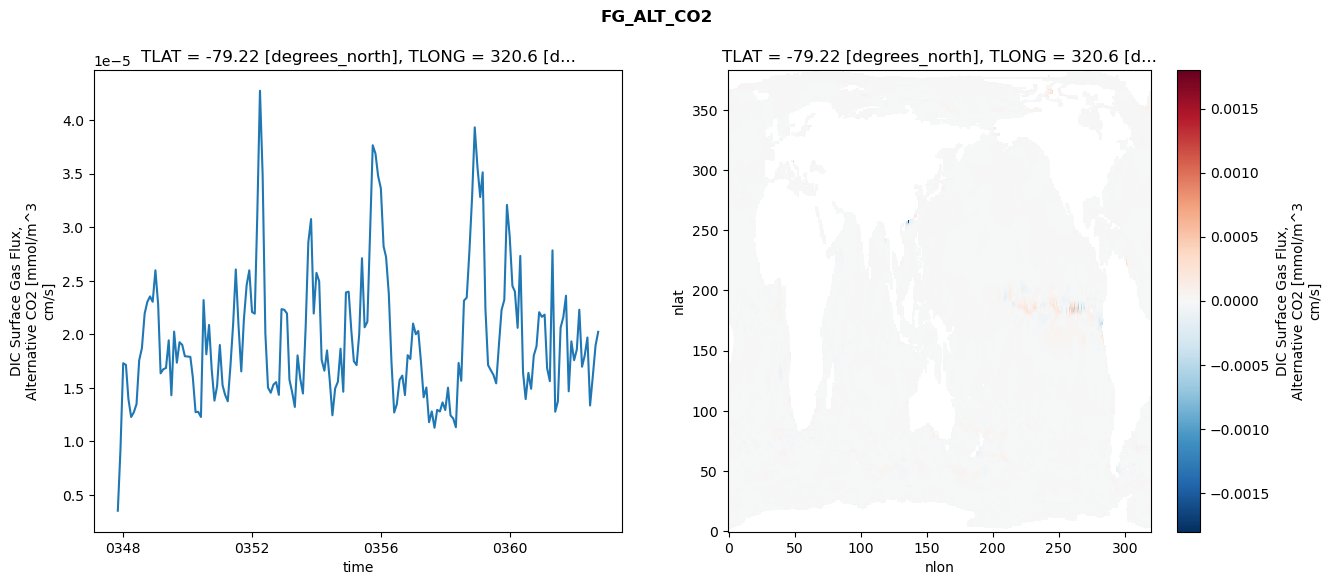 FG_ALT_CO2
TLAT = -79.22 [degrees_north], TLONG = 320.6 [d...
1e−5
4.0
3.5
3.0
2.5
2.0
1.5
1.0
0.5
DIC Surface Gas Flux,
Alternative CO2 [mmol/m^3
cm/s]
0348
0352
0356
0360
time
TLAT = -79.22 [degrees_north], TLONG = 320.6 [d...
350
300
250
200
150
100
50
0
nlat
0
50
100
150
200
250
300
nlon
0.0015
0.0010
0.0005
0.0000
−0.0005
−0.0010
−0.0015
DIC Surface Gas Flux,
Alternative CO2 [mmol/m^3
cm/s]